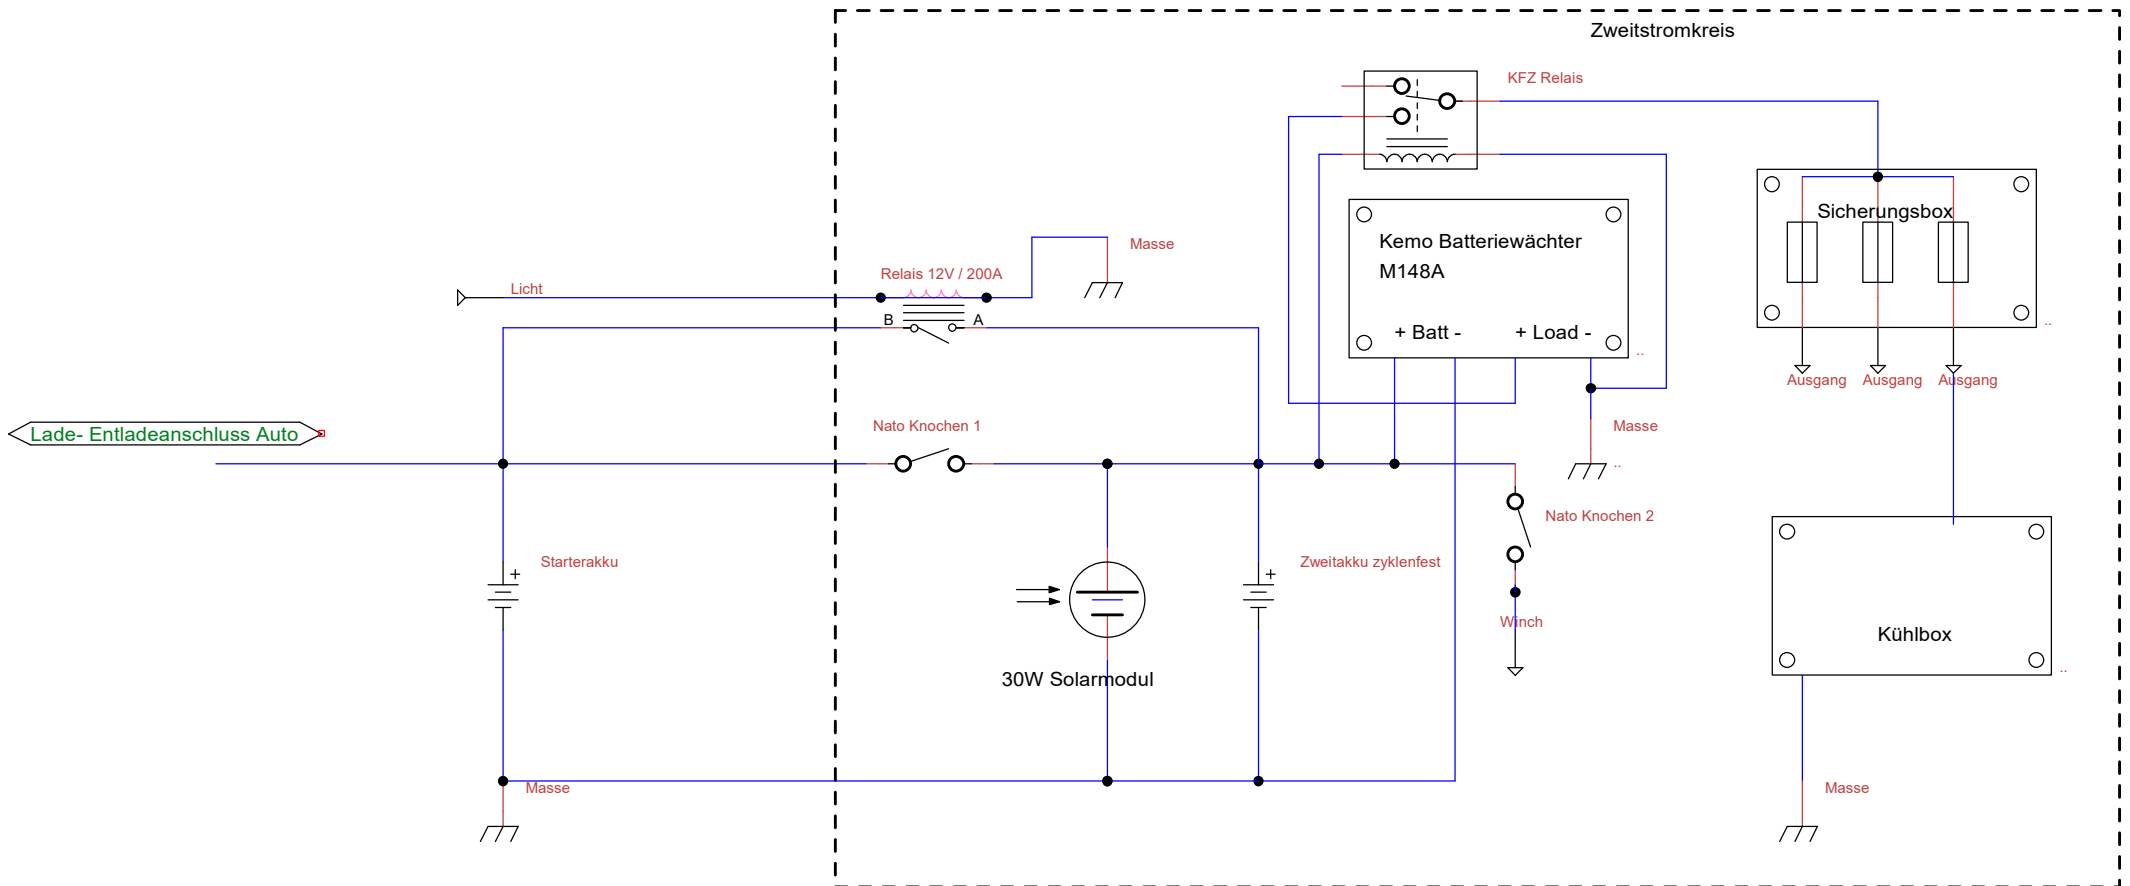 Zweitstromkreis
KFZ Relais
Sicherungsbox
Kemo Batteriewächter
M148A
Masse
Relais 12V / 200A
Licht
B
A
+ Batt -
+ Load -
..
..
Ausgang
Ausgang
Ausgang
Nato Knochen 1
Masse
Lade- Entladeanschluss Auto
..
Nato Knochen 2
Starterakku
+
Zweitakku zyklenfest
+
Winch
Kühlbox
..
30W Solarmodul
Masse
Masse